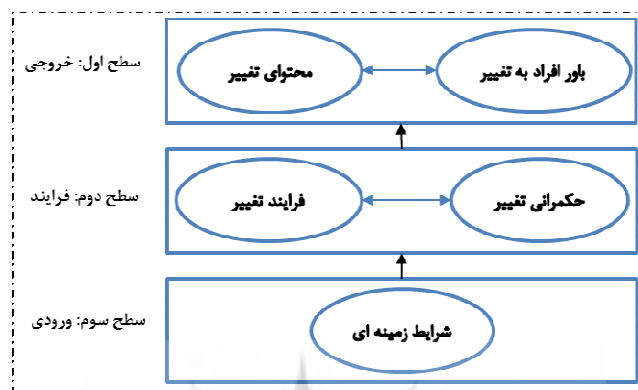 سطح اول: خروجی
باور افراد به تغییر
محتوای تغییر
سطح دوم: فرایند
حکمرانی تغییر
فرایند تغییر
سطح سوم: ورودی
شرایط زمینه ای